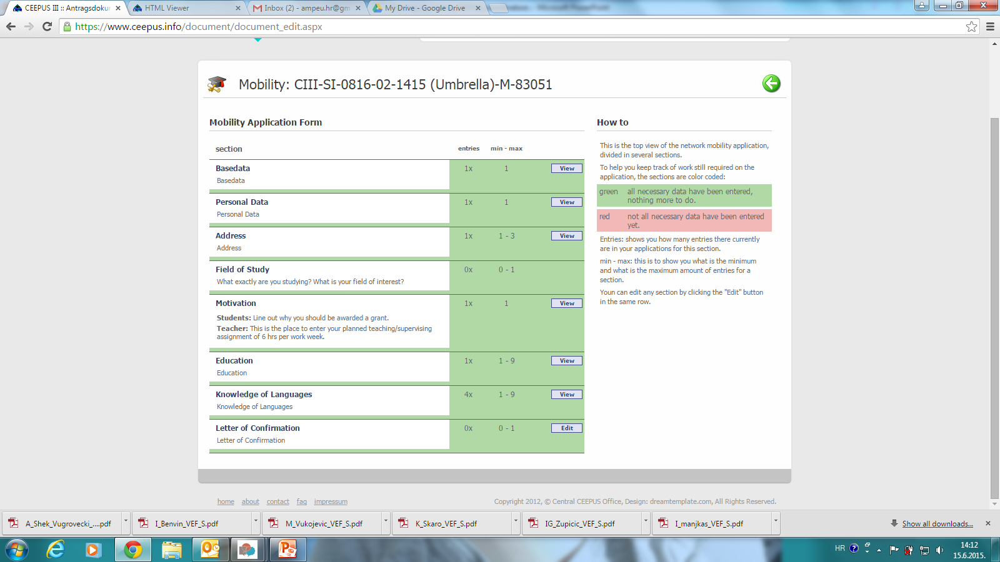 CEEPUS III :: Antragsdokun
HTML Viewer
Inbox (2) - ampeu.hr@gm
My Drive - Google Drive
Microsoft PowerPoint
https://www.ceepus.info/document/document_edit.aspx
Mobility: CIII-SI-0816-02-1415 (Umbrella)-M-83051
Mobility Application Form
section entries min - max
Basedata 1x 1 View
Basedata
Personal Data 1x 1 View
Personal Data
Address 1x 1 - 3 View
Address
Field of Study 0x 0 - 1
What exactly are you studying? What is your field of interest?
Motivation 1x 1 View
Students: Line out why you should be awarded a grant.
Teacher: This is the place to enter your planned teaching/supervising
assignment of 6 hrs per work week.
Education 1x 1 - 9 View
Education
Knowledge of Languages 4x 1 - 9 View
Knowledge of Languages
Letter of Confirmation 0x 0 - 1 Edit
Letter of Confirmation
How to
This is the top view of the network mobility application,
divided in several sections.
To help you keep track of work still required on the
application, the sections are color coded:
green all necessary data have been entered,
nothing more to do.
red not all necessary data have been entered
yet.
Entries: shows you how many entries there currently
are in your applications for this section.
min - max: this is to show you what is the minimum
and what is the maximum amount of entries for a
section.
Youn can edit any section by clicking the "Edit" button
in the same row.
home about contact faq impressum
Copyright 2012, © Central CEEPUS Office, Design: dreamtemplate.com, All Rights Reserved.
A_Shek_Vugrovecki_....pdf
I_Benvin_VEF_S.pdf
M_Vukojevic_VEF_S.pdf
K_Skaro_VEF_S.pdf
IG_Zupicic_VEF_S.pdf
I_manjkas_VEF_S.pdf
Show all downloads...
HR
14:12
15.6.2015.